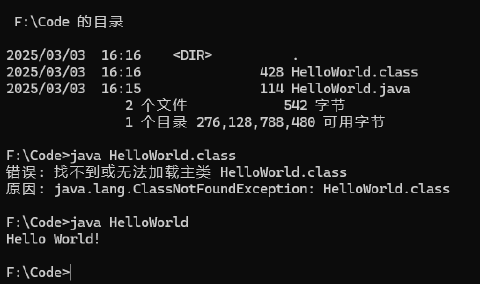 F:\Code 的目录
2025/03/03  16:16    <DIR>          .
2025/03/03  16:16               428 HelloWorld.class
2025/03/03  16:15               114 HelloWorld.java
2 个文件            542 字节
1 个目录 276,128,788,480 可用字节
F:\Code>java HelloWorld.class
错误: 找不到或无法加载主类 HelloWorld.class
原因: java.lang.ClassNotFoundException: HelloWorld.class
F:\Code>java HelloWorld
Hello World!
F:\Code>